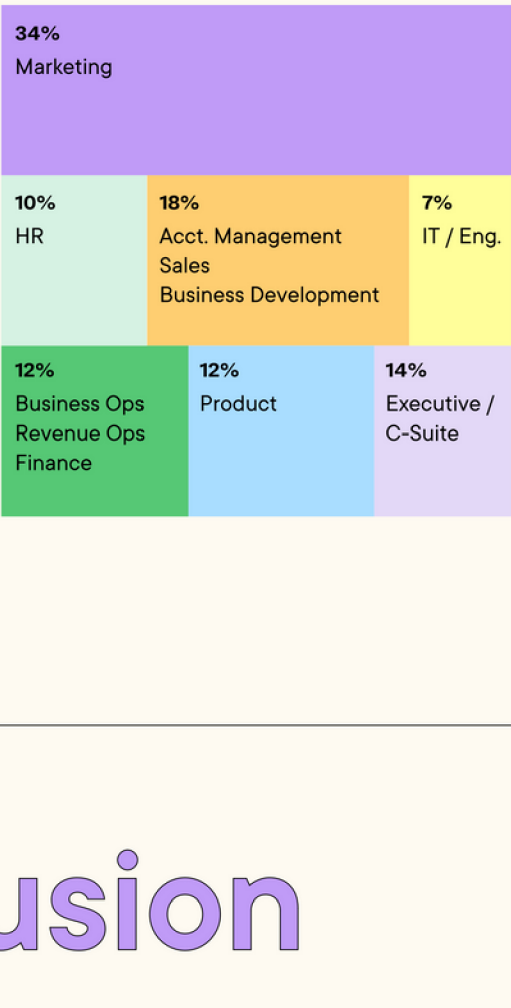 34%
Marketing
10%
HR
18%
Acct. Management
Sales
Business Development
7%
IT / Eng.
12%
Business Ops
Revenue Ops
Finance
12%
Product
14%
Executive /
C-Suite
usion